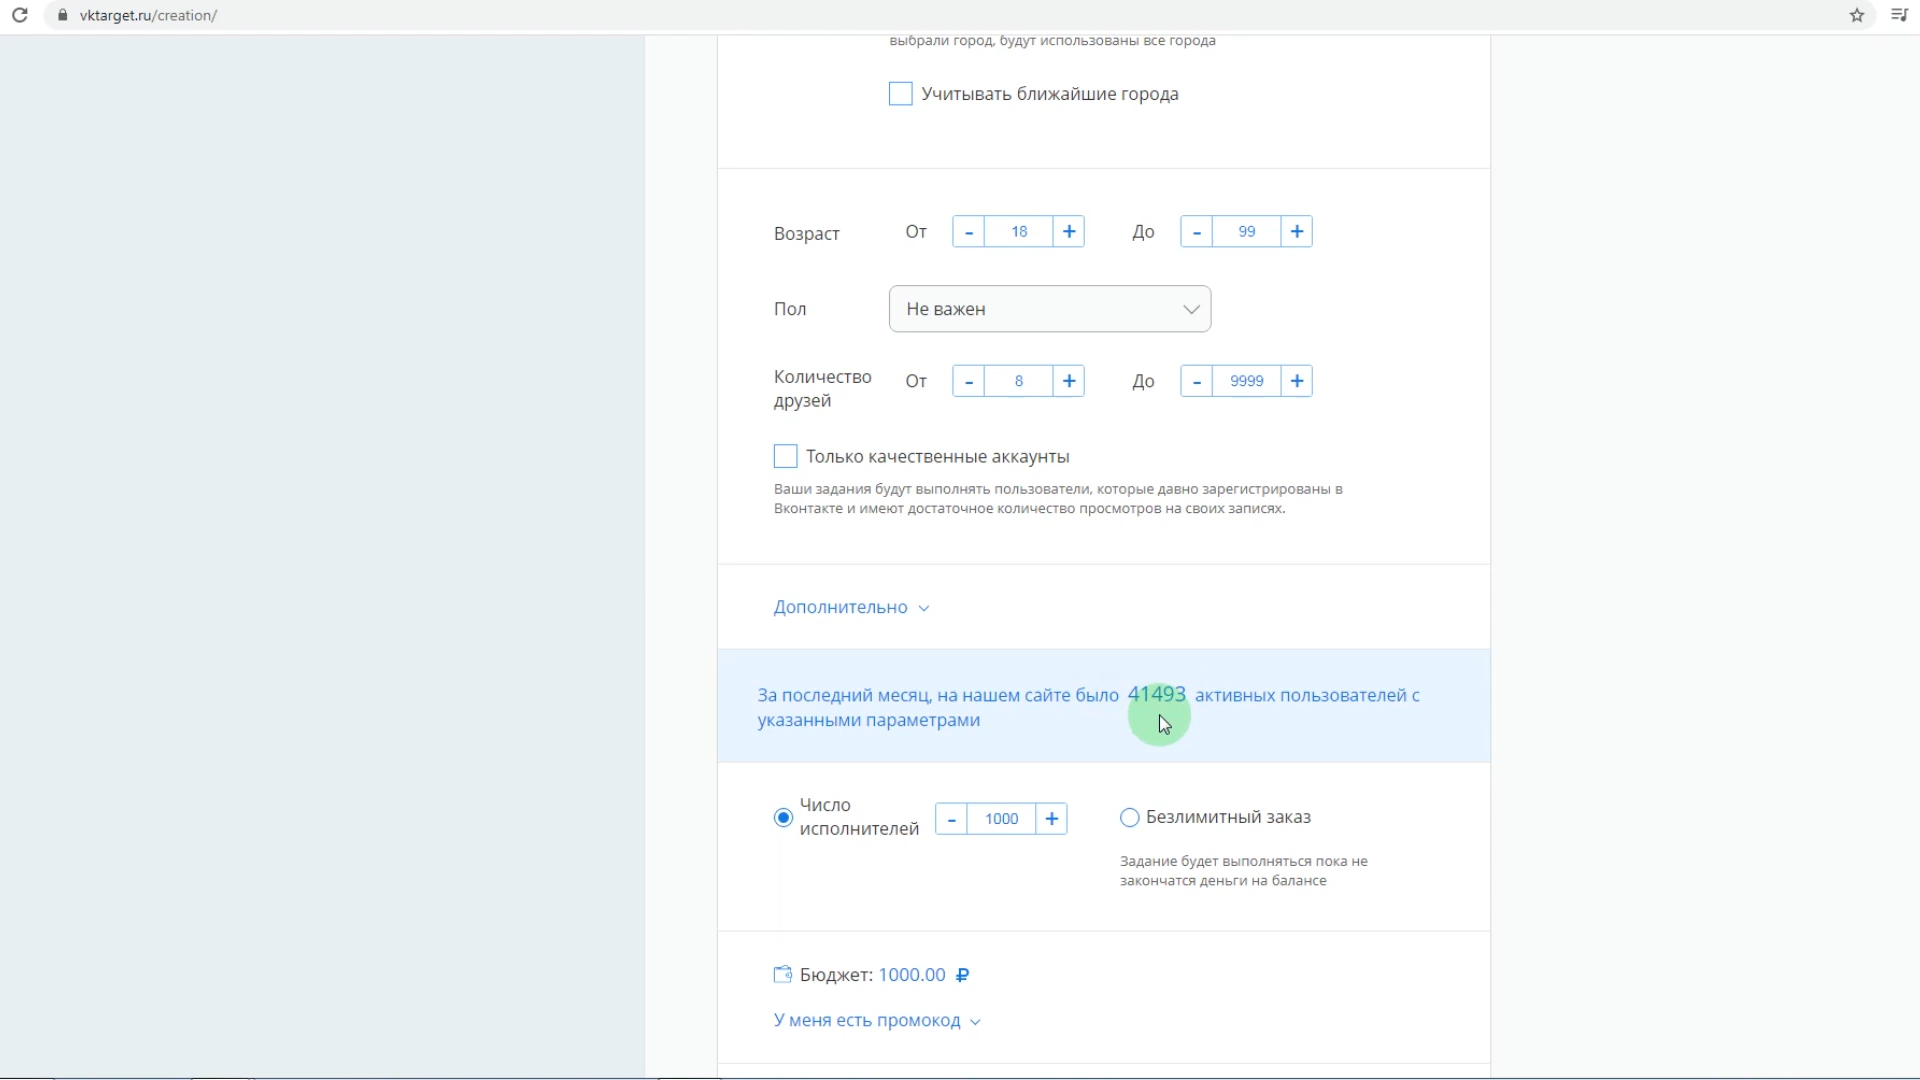 vktarget.ru/creation/
выбрали город, будут использованы все города
Учитывать ближайшие города
Возраст От - 18 + До - 99 +
Пол Не важен
Количество друзей От - 8 + До - 9999 +
Только качественные аккаунты
Ваши задания будут выполнять пользователи, которые давно зарегистрированы в
Вконтакте и имеют достаточное количество просмотров на своих записях.
Дополнительно
За последний месяц, на нашем сайте было 41493 активных пользователей с
указанными параметрами
Число исполнителей - 1000 + Безлимитный заказ
Задание будет выполняться пока не
закончатся деньги на балансе
Бюджет: 1000.00 ₽
У меня есть промокод